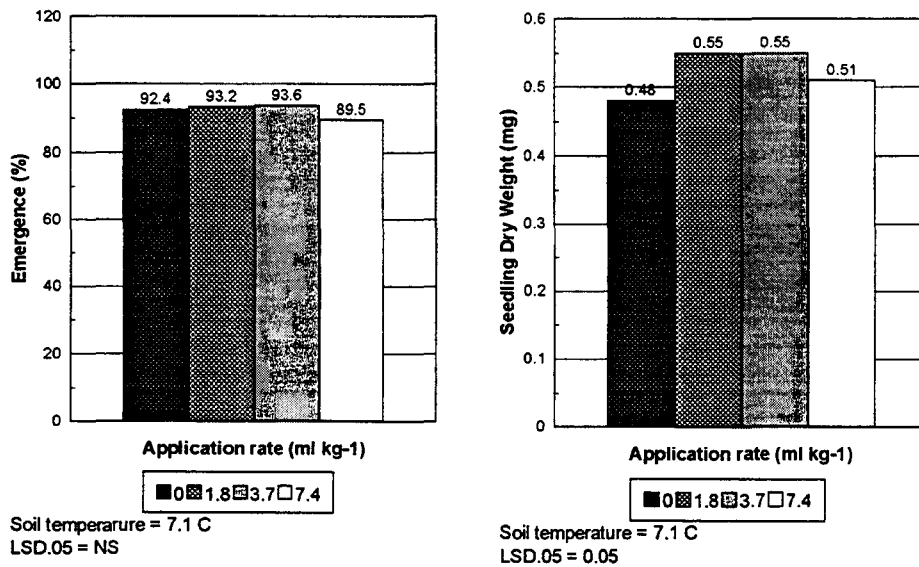 120
100
80
60
40
20
0
Emergence (%)
92.4
93.2
93.6
89.5
Application rate (ml kg-1)
0 1.8 3.7 7.4
Soil temperarure = 7.1 C
LSD.05 = NS
0.6
0.5
0.4
0.3
0.2
0.1
0
Seedling Dry Weight (mg)
0.48
0.55
0.55
0.51
Application rate (ml kg-1)
0 1.8 3.7 7.4
Soil temperarure = 7.1 C
LSD.05 = 0.05